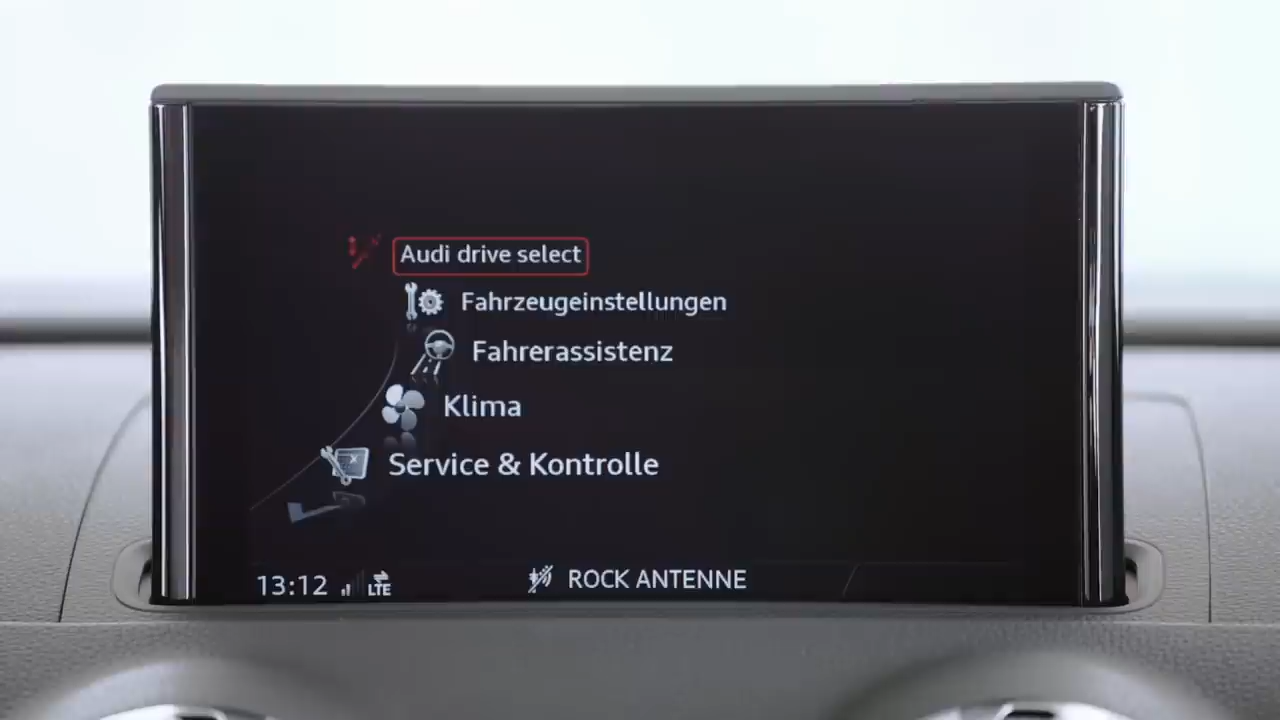 Audi drive select
Fahrzeugeinstellungen
Fahrerassistenz
Klima
Service & Kontrolle
13:12 LTE ROCK ANTENNE